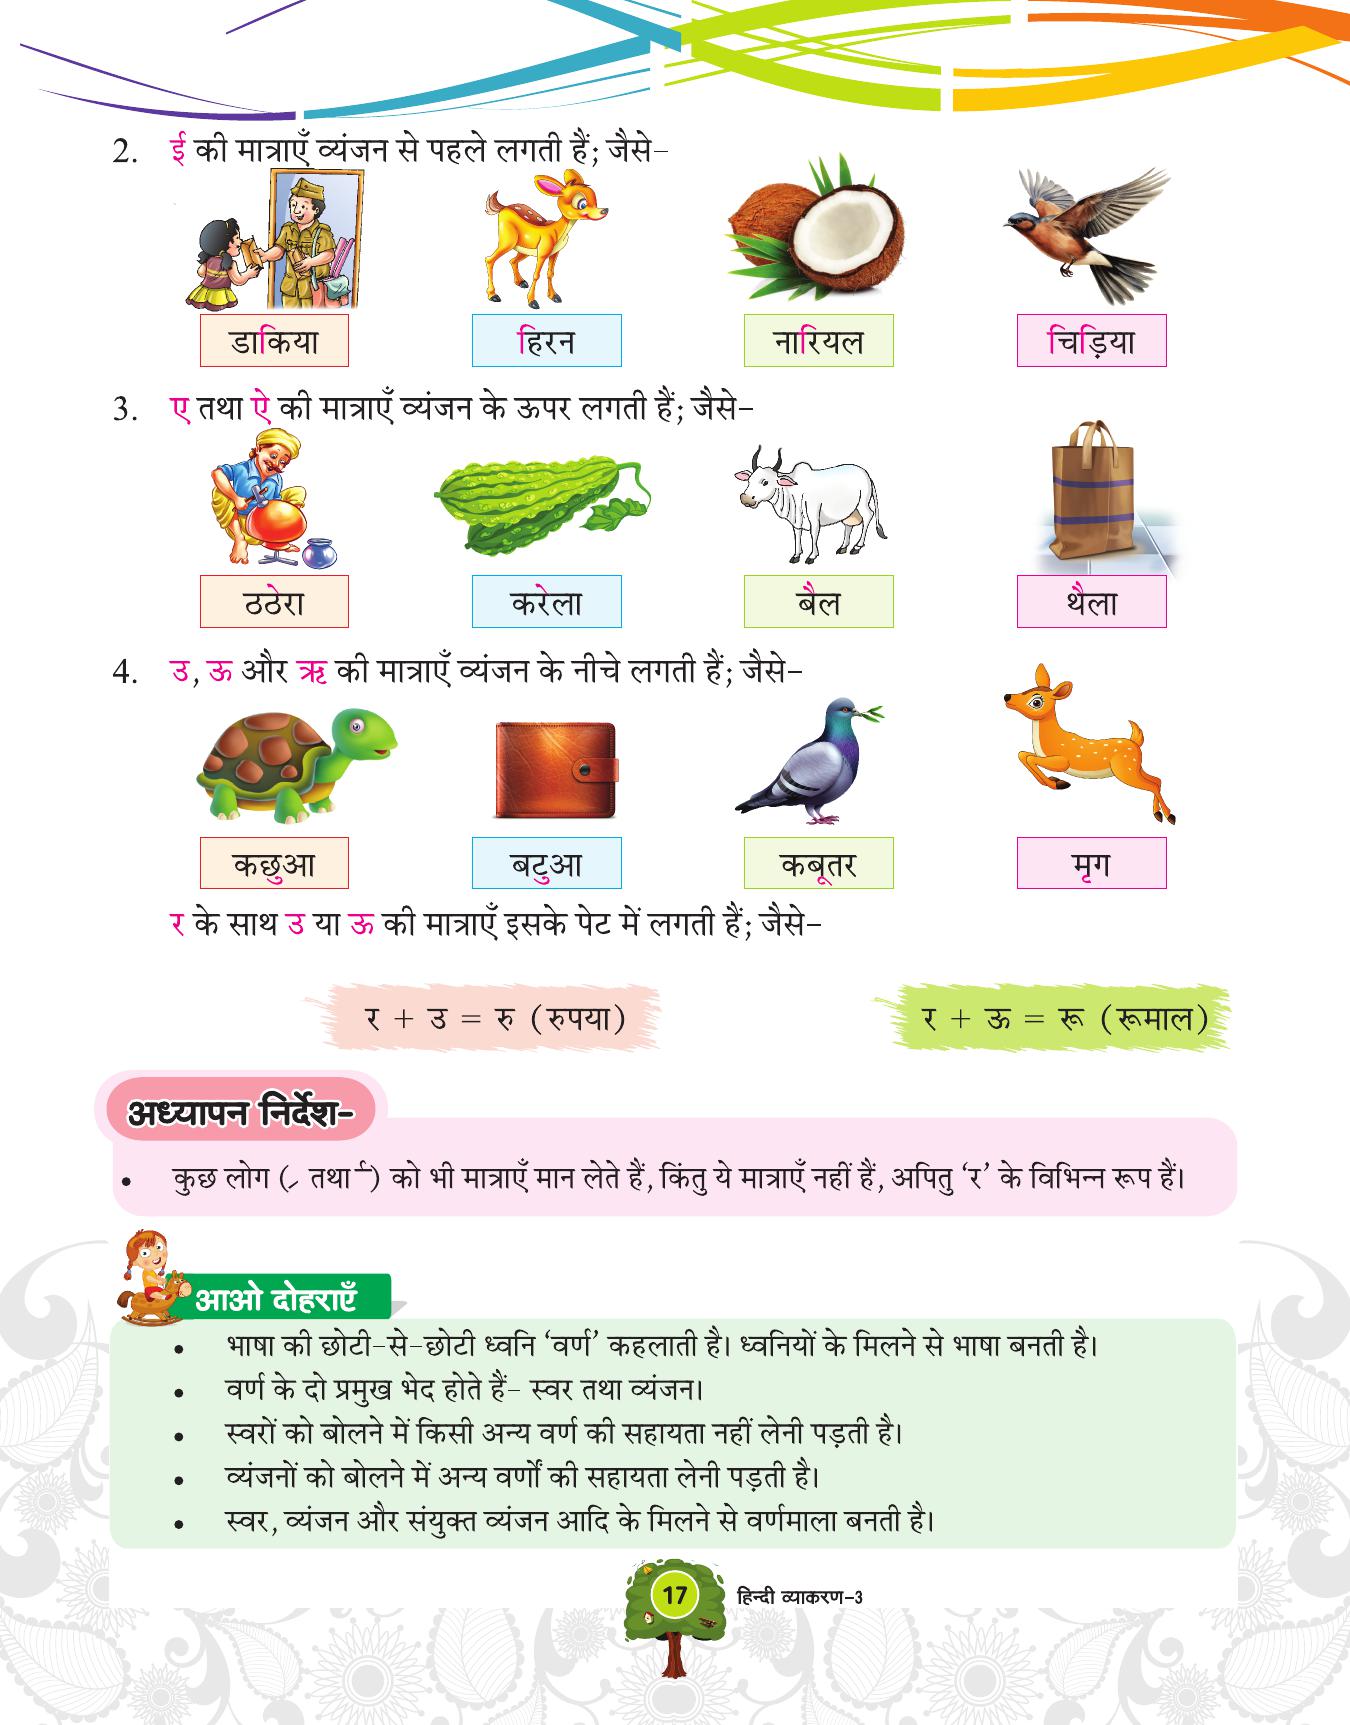 2. ई की मात्राएँ व्यंजन से पहले लगती हैं; जैसे-
डाकिया हिरन नारियल चिड़िया
3. ए तथा ऐ की मात्राएँ व्यंजन के ऊपर लगती हैं; जैसे-
ठठेरा करेला बैल थैला
4. उ, ऊ और ऋ की मात्राएँ व्यंजन के नीचे लगती हैं; जैसे-
कछुआ बटुआ कबूतर मृग
र के साथ उ या ऊ की मात्राएँ इसके पेट में लगती हैं; जैसे-
र + उ = रु (रुपया) र + ऊ = रू (रूमाल)
अध्यापन निर्देश-
• कुछ लोग (্র तथा र्) को भी मात्राएँ मान लेते हैं, किंतु ये मात्राएँ नहीं हैं, अपितु ‘र’ के विभिन्न रूप हैं।
आओ दोहराएँ
• भाषा की छोटी-से-छोटी ध्वनि ‘वर्ण’ कहलाती है। ध्वनियों के मिलने से भाषा बनती है।
• वर्ण के दो प्रमुख भेद होते हैं- स्वर तथा व्यंजन।
• स्वरों को बोलने में किसी अन्य वर्ण की सहायता नहीं लेनी पड़ती है।
• व्यंजनों को बोलने में अन्य वर्णों की सहायता लेनी पड़ती है।
• स्वर, व्यंजन और संयुक्त व्यंजन आदि के मिलने से वर्णमाला बनती है।
17 हिन्दी व्याकरण-3